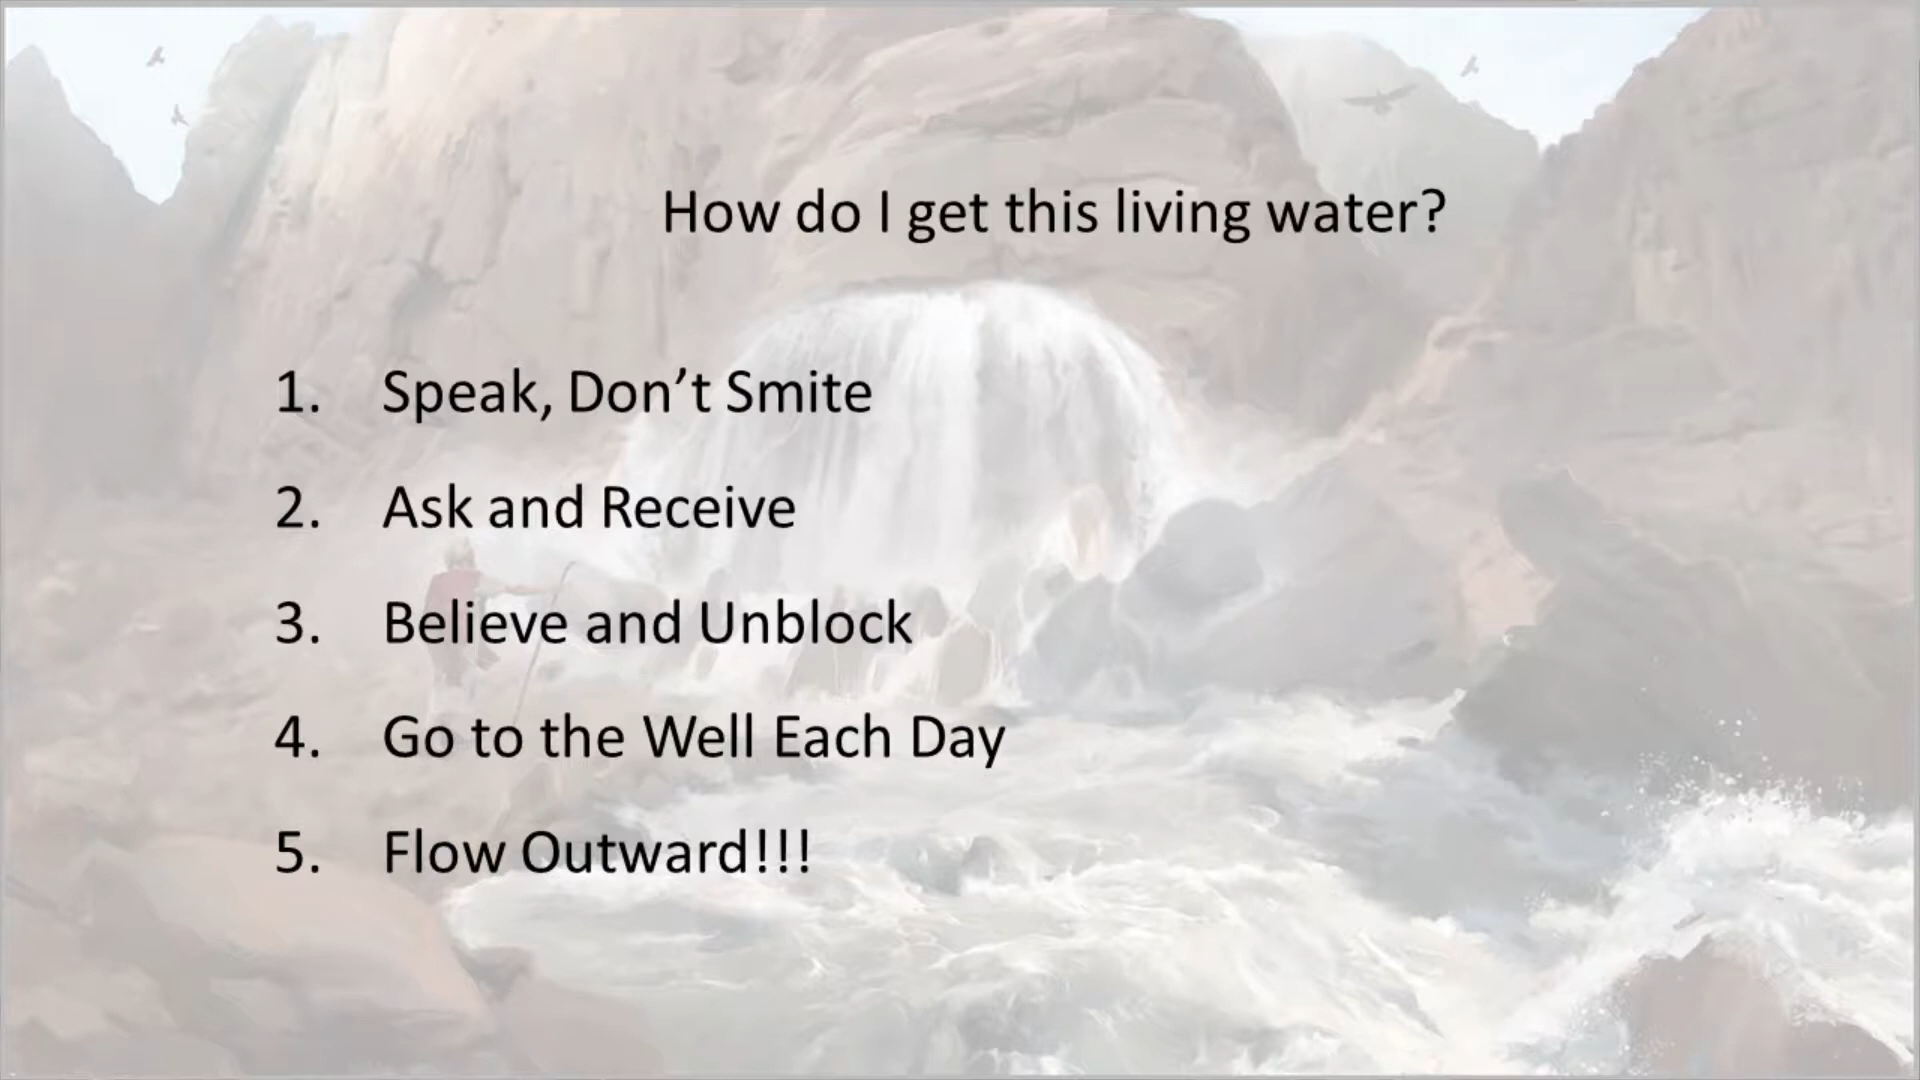 How do I get this living water?
1. Speak, Don’t Smite
2. Ask and Receive
3. Believe and Unblock
4. Go to the Well Each Day
5. Flow Outward!!!